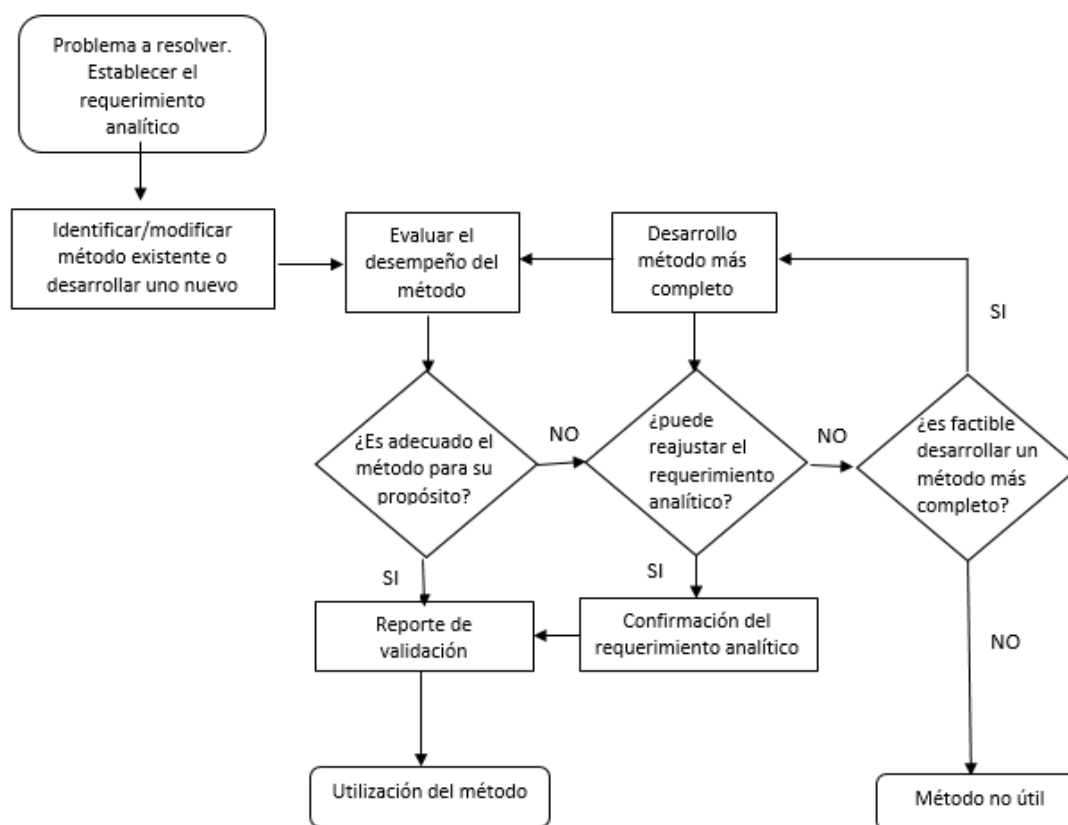 Problema a resolver.
Establecer el
requerimiento
analítico
Identificar/modificar
método existente o
desarrollar uno nuevo
Evaluar el
desempeño del
método
Desarrollo
método más
completo
SI
¿Es adecuado el
método para su
propósito?
NO
¿puede
reajustar el
requerimiento
analítico?
NO
¿es factible
desarrollar un
método más
completo?
SI
SI
Reporte de
validación
Confirmación del
requerimiento analítico
NO
Utilización del método
Método no útil